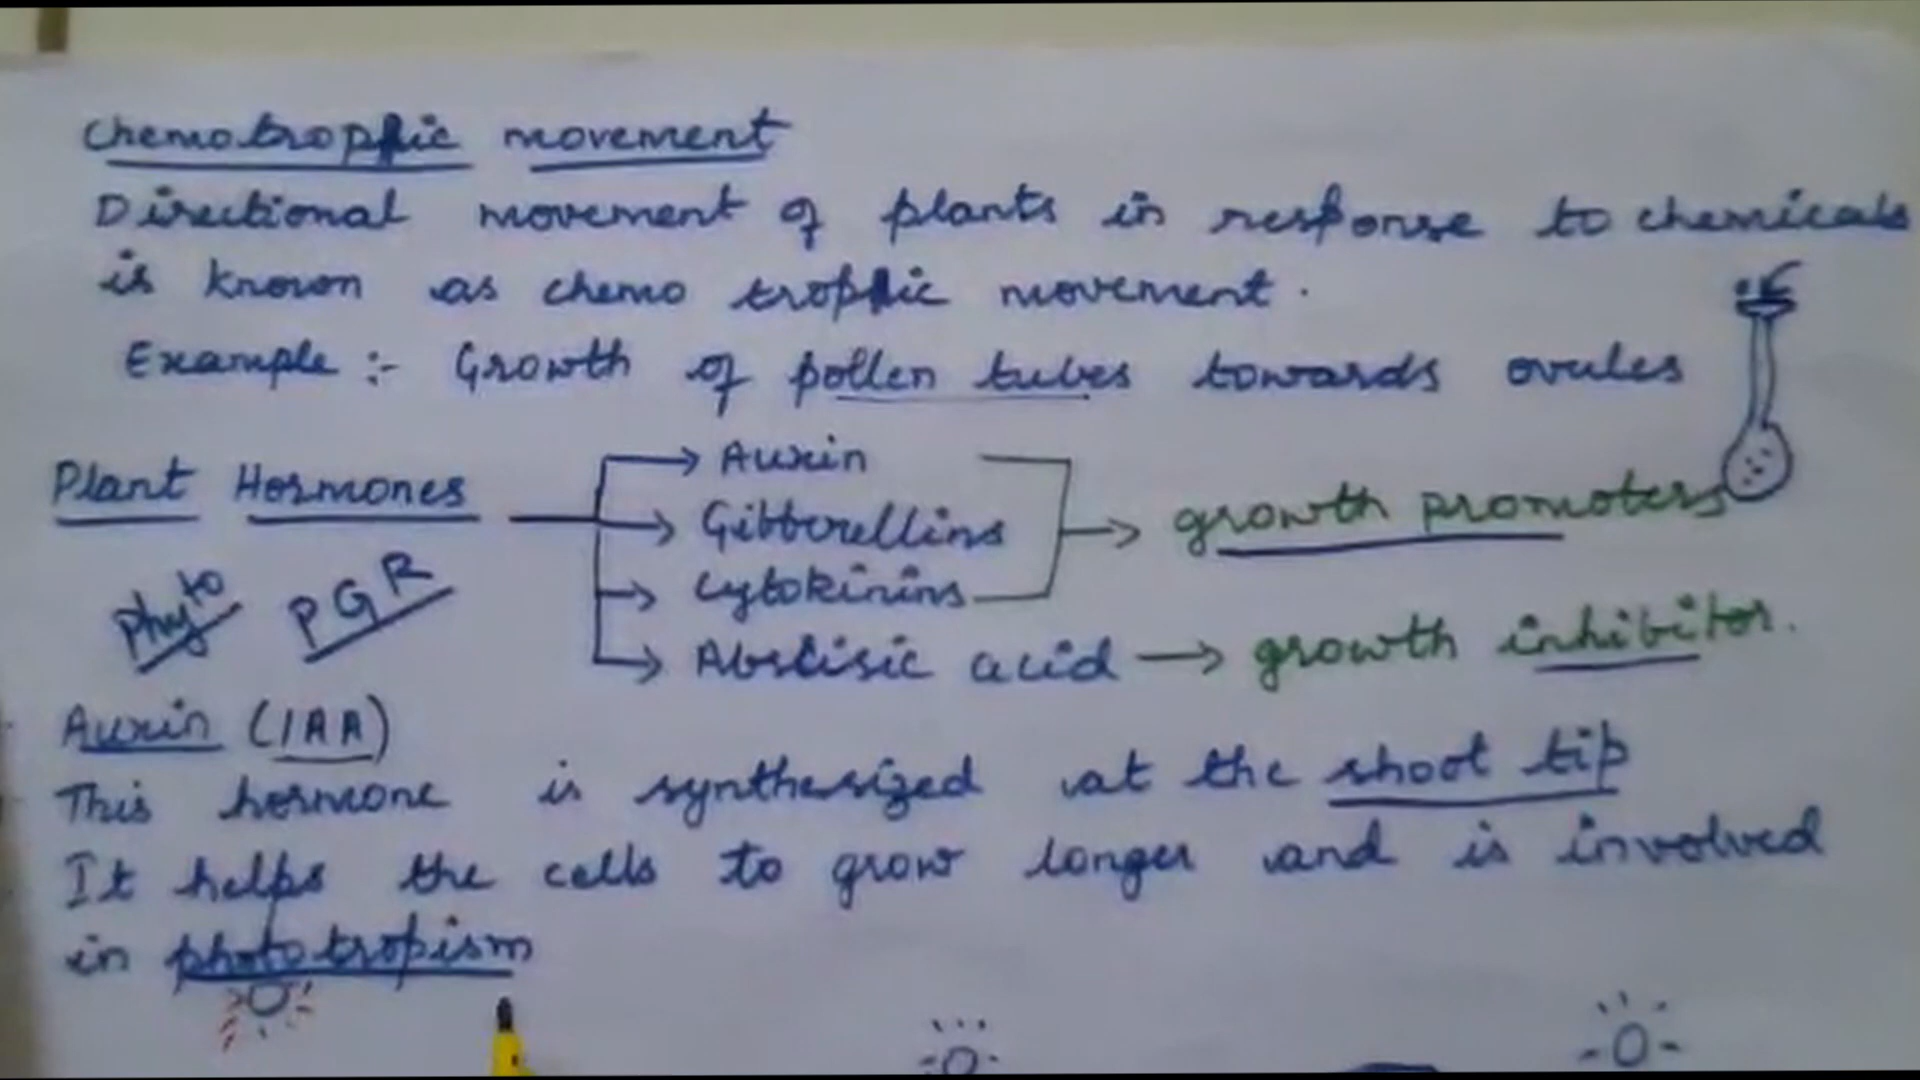 Chemotropic movement
Directional movement of plants in response to chemicals
is known as chemo tropic movement.
Example :- Growth of pollen tubes towards ovules
Plant Hormones
Auxin
Gibberellins
Cytokinins
growth promoters
Abscisic acid → growth inhibitor.
Phyto PGR
Auxin (IAA)
This hormone is synthesized at the shoot tip
It helps the cells to grow longer and is involved
in phototropism